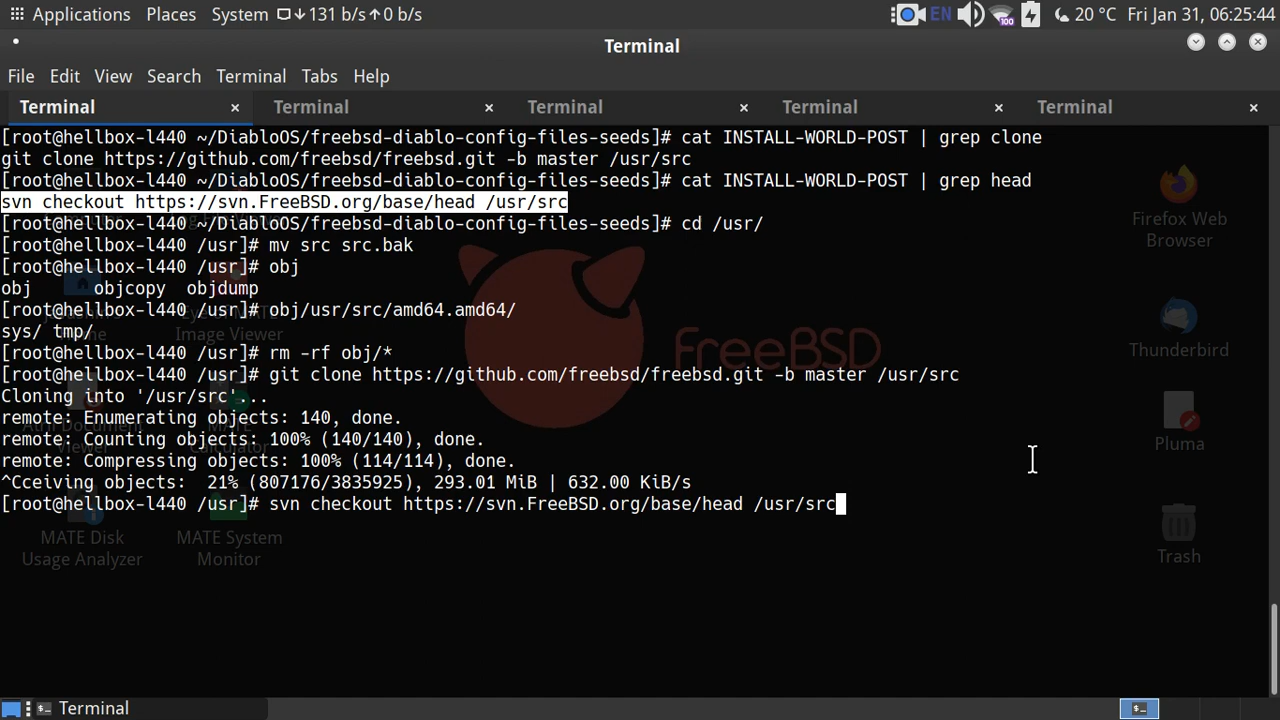 Applications Places System 131 b/s 0 b/s EN 100 20 °C Fri Jan 31, 06:25:44
Terminal
File Edit View Search Terminal Tabs Help
Terminal × Terminal × Terminal × Terminal × Terminal ×
[root@hellbox-l440 ~/DiabloOS/freebsd-diablo-config-files-seeds]# cat INSTALL-WORLD-POST | grep clone
git clone https://github.com/freebsd/freebsd.git -b master /usr/src
[root@hellbox-l440 ~/DiabloOS/freebsd-diablo-config-files-seeds]# cat INSTALL-WORLD-POST | grep head
svn checkout https://svn.FreeBSD.org/base/head /usr/src
[root@hellbox-l440 ~/DiabloOS/freebsd-diablo-config-files-seeds]# cd /usr/
[root@hellbox-l440 /usr]# mv src src.bak
[root@hellbox-l440 /usr]# obj
obj objcopy objdump
[root@hellbox-l440 /usr]# obj/usr/src/amd64.amd64/
sys/ tmp/
[root@hellbox-l440 /usr]# rm -rf obj/*
[root@hellbox-l440 /usr]# git clone https://github.com/freebsd/freebsd.git -b master /usr/src
Cloning into '/usr/src'...
remote: Enumerating objects: 140, done.
remote: Counting objects: 100% (140/140), done.
remote: Compressing objects: 100% (114/114), done.
^Cceiving objects: 21% (807176/3835925), 293.01 MiB | 632.00 KiB/s
[root@hellbox-l440 /usr]# svn checkout https://svn.FreeBSD.org/base/head /usr/src
FreeBSD
Image Viewer
Viewer
MATE
Calculator
MATE Disk
Usage Analyzer
MATE System
Monitor
Firefox Web
Browser
Thunderbird
Pluma
Trash
Terminal